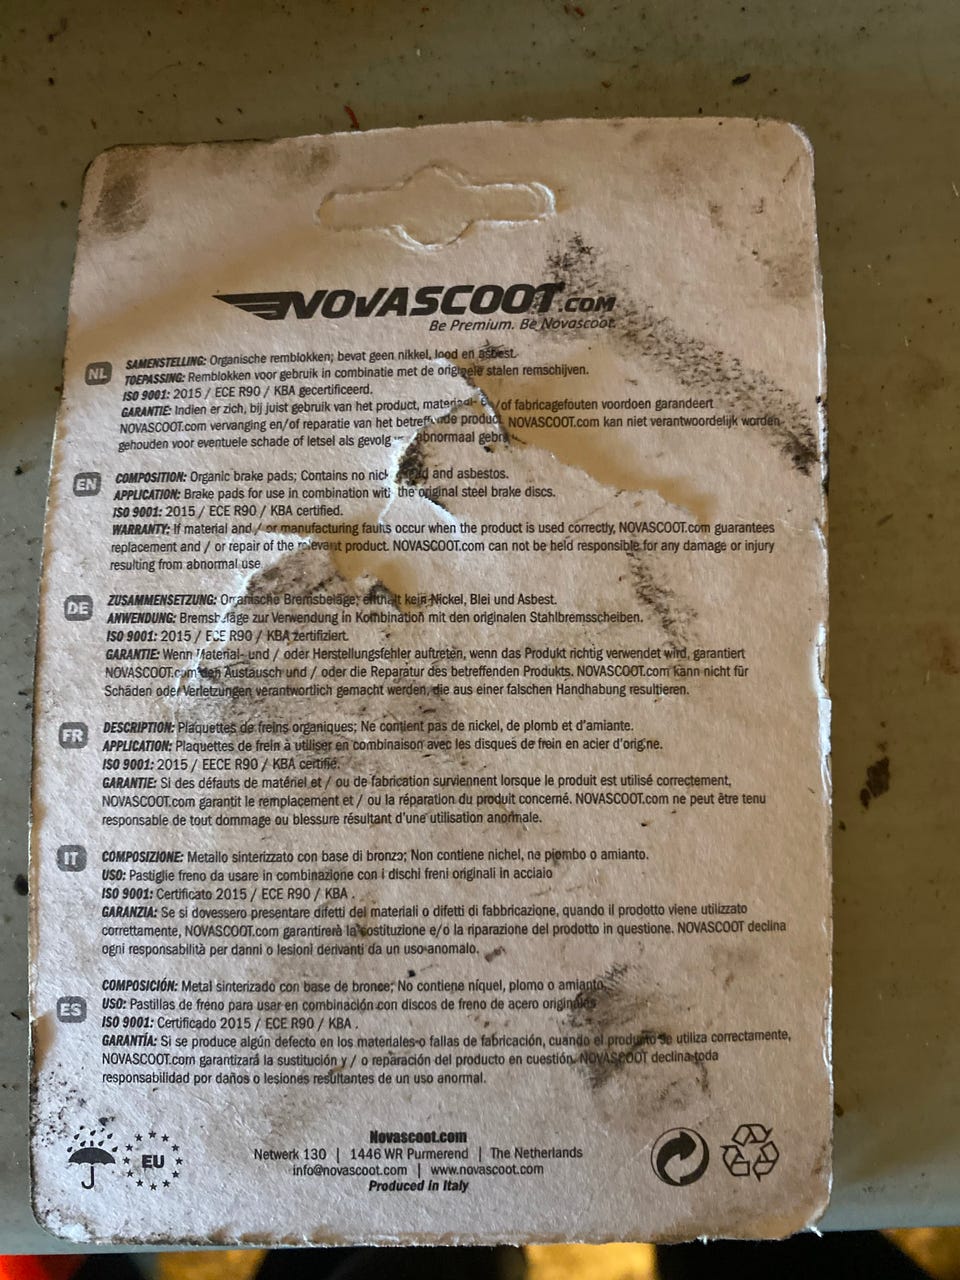 NOVASCOOT.COM
Be Premium. Be Novascoot.
NL
SAMENSTELLING: Organische remblokken; bevat geen nikkel, lood en asbest.
TOEPASSING: Remblokken voor gebruik in combinatie met de originele stalen remschijven.
ISO 9001: 2015 / ECE R90 / KBA gecertificeerd.
GARANTIE: Indien er zich, bij juist gebruik van het product, materiaal- en/of fabricagefouten voordoen garandeert
NOVASCOOT.com vervanging en/of reparatie van het betreffende product. NOVASCOOT.com kan niet verantwoordelijk worden
gehouden voor eventuele schade of letsel als gevolg abnormaal
EN
COMPOSITION: Organic brake pads; Contains no and asbestos.
APPLICATION: Brake pads for use in combination with the original steel brake discs.
ISO 9001: 2015 / ECE R90 / KBA certified.
WARRANTY: If material and / or manufacturing faults occur when the product is used correctly, NOVASCOOT.com guarantees
replacement and / or repair of the relevant product. NOVASCOOT.com can not be held responsible for any damage or injury
resulting from abnormal use
DE
ZUSAMMENSETZUNG: Organische Bremsbeläge; enthält kein Nickel, Blei und Asbest.
ANWENDUNG: Bremsbeläge zur Verwendung in Kombination mit den originalen Stahlbremsscheiben.
ISO 9001: 2015 / ECE R90 / KBA zertifiziert.
GARANTIE: Wenn Material- und / oder Herstellungsfehler auftreten, wenn das Produkt richtig verwendet wird, garantiert
NOVASCOOT.com den Austausch und / oder die Reparatur des betreffenden Produkts. NOVASCOOT.com kann nicht für
Schäden oder Verletzungen verantwortlich gemacht werden, die aus einer falschen Handhabung resultieren.
FR
DESCRIPTION: Plaquettes de freins organiques; Ne contient pas de nickel, de plomb et d'amiante.
APPLICATION: Plaquettes de frein à utiliser en combinaison avec les disques de frein en acier d'origne.
ISO 9001: 2015 / EECE R90 / KBA certifié.
GARANTIE: Si des défauts de matériel et / ou de fabrication surviennent lorsque le produit est utilisé correctement,
NOVASCOOT.com garantit le remplacement et / ou la réparation du produit concerné. NOVASCOOT.com ne peut être tenu
responsable de tout dommage ou blessure résultant d'une utilisation anormale.
IT
COMPOSIZIONE: Metallo sinterizzato con base di bronzo; Non contiene nichel, na piombo o amianto.
USO: Pastiglie freno da usare in combinazione con i dischi freni originali in acciaio
ISO 9001: Certificato 2015 / ECE R90 / KBA .
GARANZIA: Se si dovessero presentare difetti del materiali o difetti di fabbricazione, quando il prodotto viene utilizzato
correttamente, NOVASCOOT.com garantirerà la sostituzione e/o la riparazione del prodotto in questione. NOVASCOOT declina
ogni responsabilità per danni o lesioni derivanti da un uso anomalo.
ES
COMPOSICIÓN: Metal sinterizado con base de bronce; No contiene níquel, plomo o amianto.
USO: Pastillas de freno para usar en combinación con discos de freno de acero originales
ISO 9001: Certificado 2015 / ECE R90 / KBA .
GARANTÍA: Si se produce algún defecto en los materiales o fallas de fabricación, cuando el producto se utiliza correctamente,
NOVASCOOT.com garantizará la sustitución y / o reparación del producto en cuestión. NOVASCOOT declina toda
responsabilidad por daños o lesiones resultantes de un uso anormal.
EU
Novascoot.com
Netwerk 130 | 1446 WR Purmerend | The Netherlands
info@novascoot.com | www.novascoot.com
Produced in Italy